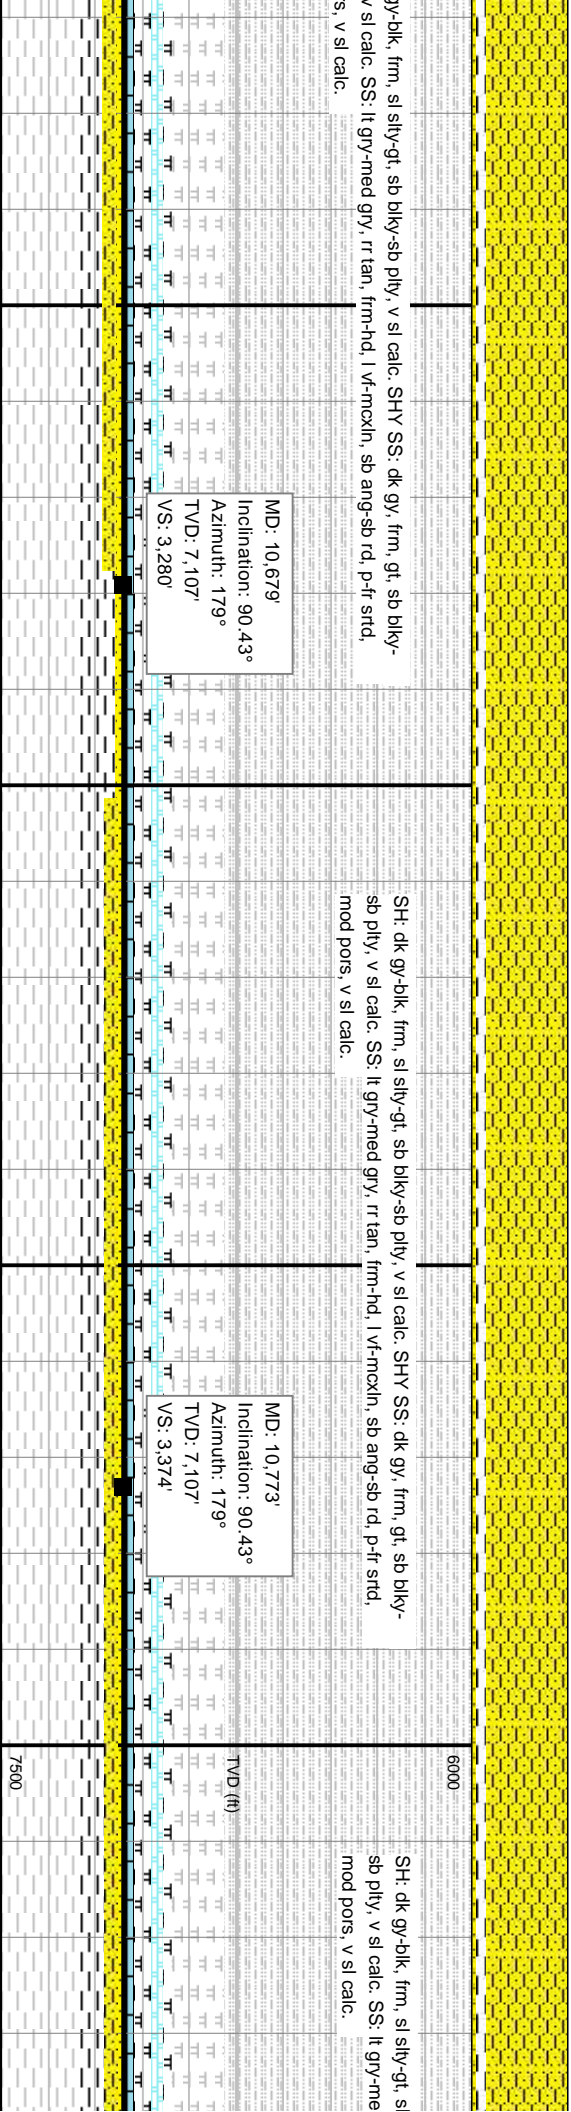 gy-blk, frm, sl slty-gt, sb blky-sb plty, v sl calc. SHY SS: dk gy, frm, gt, sb blky-
v sl calc. SS: lt gry-med gry, rr tan, frm-hd, l vf-mcxln, sb ang-sb rd, p-fr srtd,
rs, v sl calc.
MD: 10,679'
Inclination: 90.43°
Azimuth: 179°
TVD: 7,107'
VS: 3,280'
SH: dk gy-blk, frm, sl slty-gt, sb blky-sb plty, v sl calc. SHY SS: dk gy, frm, gt, sb blky-
sb plty, v sl calc. SS: lt gry-med gry, rr tan, frm-hd, l vf-mcxln, sb ang-sb rd, p-fr srtd,
mod pors, v sl calc.
MD: 10,773'
Inclination: 90.43°
Azimuth: 179°
TVD: 7,107'
VS: 3,374'
6000
TVD (ft)
7500
SH: dk gy-blk, frm, sl slty-gt, sl
sb plty, v sl calc. SS: lt gry-me
mod pors, v sl calc.